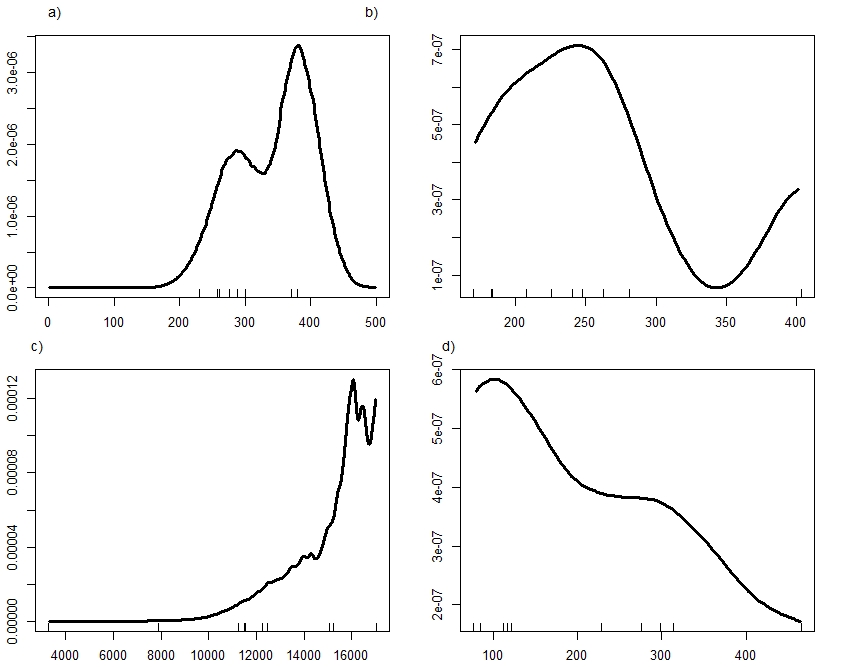 a)
0.0e+00 1.0e-06 2.0e-06 3.0e-06
0 100 200 300 400 500
b)
1e-07 3e-07 5e-07 7e-07
200 250 300 350 400
c)
0.00000 0.00004 0.00008 0.00012
4000 6000 8000 10000 12000 14000 16000
d)
2e-07 3e-07 4e-07 5e-07 6e-07
100 200 300 400